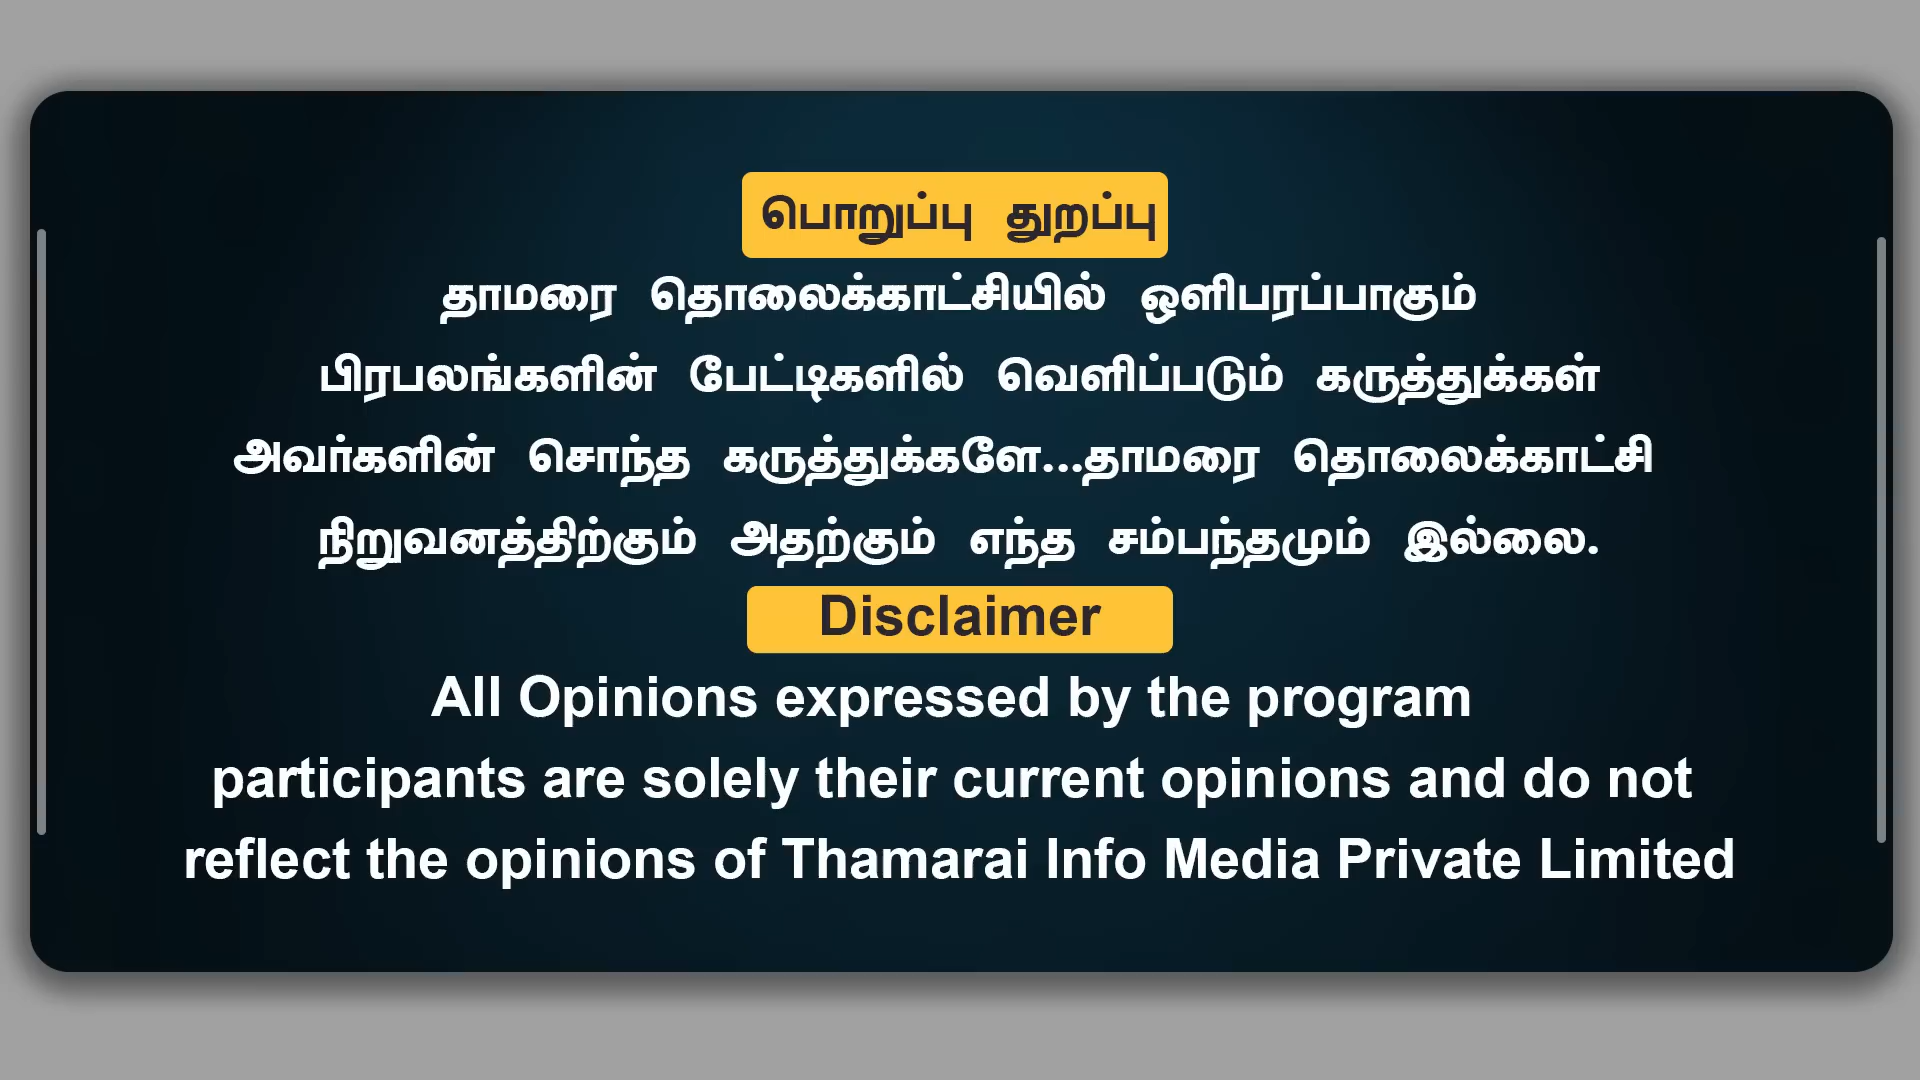 பொறுப்பு துறப்பு
தாமரை தொலைக்காட்சியில் ஒளிபரப்பாகும்
பிரபலங்களின் பேட்டிகளில் வெளிப்படும் கருத்துக்கள்
அவர்களின் சொந்த கருத்துக்களே...தாமரை தொலைக்காட்சி
நிறுவனத்திற்கும் அதற்கும் எந்த சம்பந்தமும் இல்லை.
Disclaimer
All Opinions expressed by the program
participants are solely their current opinions and do not
reflect the opinions of Thamarai Info Media Private Limited